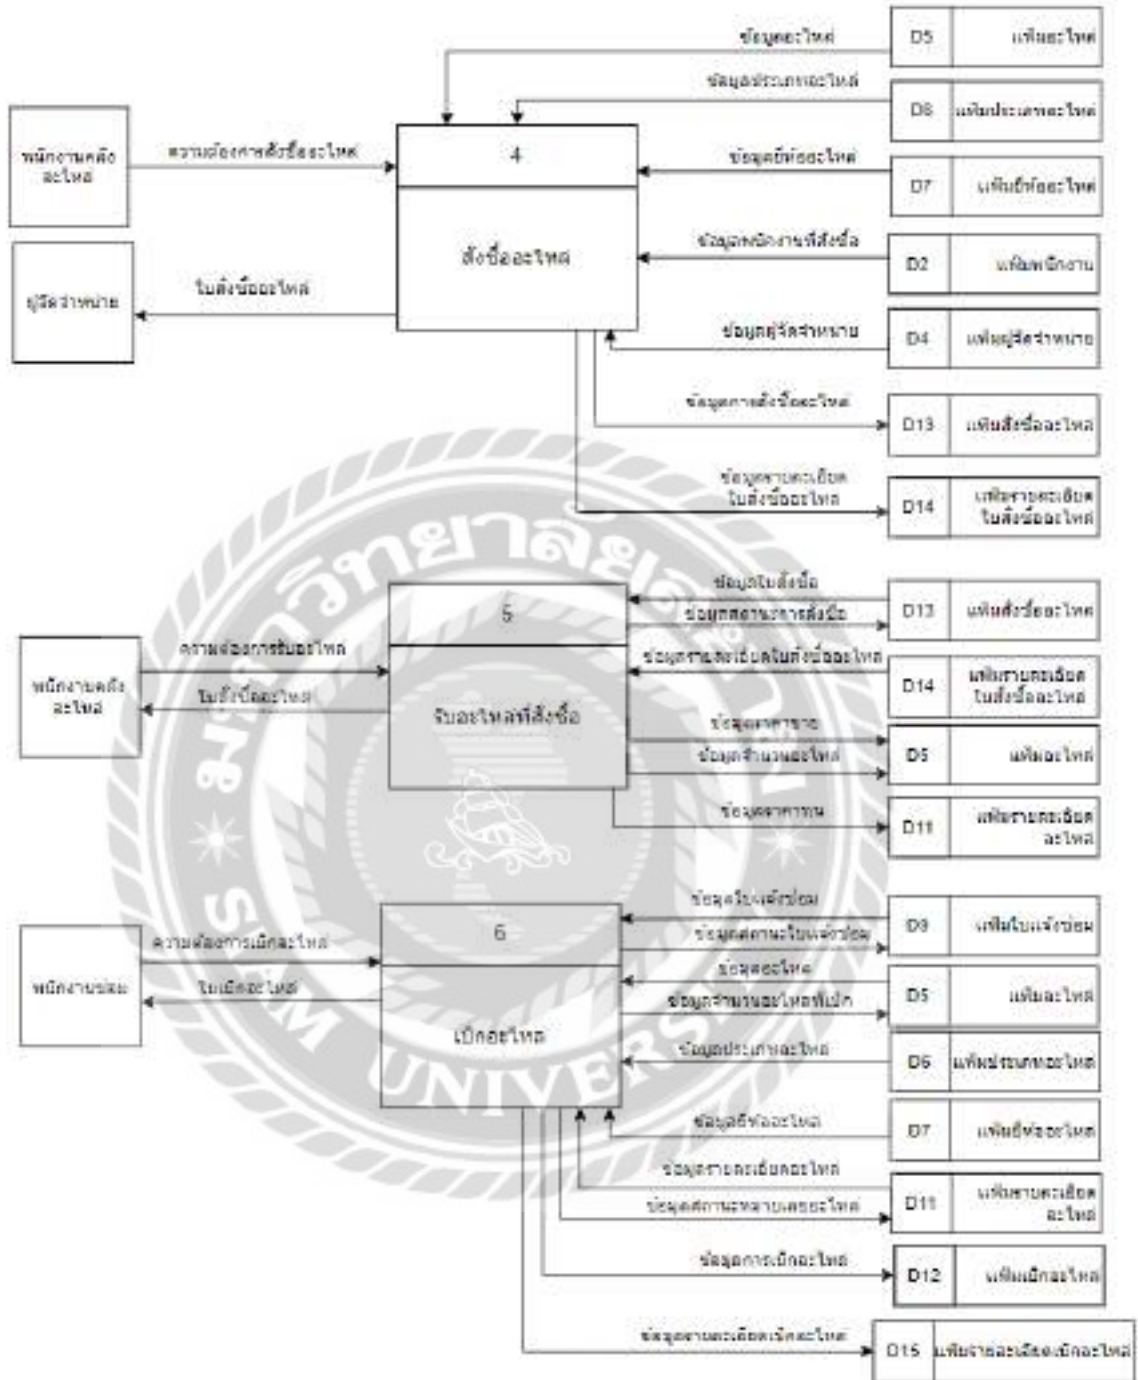 ข้อมูลอะไหล่
D5
แฟ้มอะไหล่
ข้อมูลประเภทอะไหล่
D6
แฟ้มประเภทอะไหล่
พนักงานคลัง
อะไหล่
ความต้องการสั่งซื้ออะไหล่
4
ข้อมูลยี่ห้ออะไหล่
D7
แฟ้มยี่ห้ออะไหล่
สั่งซื้ออะไหล่
ข้อมูลพนักงานที่สั่งซื้อ
D2
แฟ้มพนักงาน
ผู้จัดจำหน่าย
ใบสั่งซื้ออะไหล่
ข้อมูลผู้จัดจำหน่าย
D4
แฟ้มผู้จัดจำหน่าย
ข้อมูลการสั่งซื้ออะไหล่
D13
แฟ้มสั่งซื้ออะไหล่
ข้อมูลรายละเอียด
ใบสั่งซื้ออะไหล่
D14
แฟ้มรายละเอียด
ใบสั่งซื้ออะไหล่
5
ข้อมูลใบสั่งซื้อ
ข้อมูลสถานะการสั่งซื้อ
D13
แฟ้มสั่งซื้ออะไหล่
พนักงานคลัง
อะไหล่
ความต้องการรับอะไหล่
ใบสั่งซื้ออะไหล่
รับอะไหล่ที่สั่งซื้อ
ข้อมูลรายละเอียดใบสั่งซื้ออะไหล่
D14
แฟ้มรายละเอียด
ใบสั่งซื้ออะไหล่
ข้อมูลราคาขาย
ข้อมูลจำนวนอะไหล่
D5
แฟ้มอะไหล่
ข้อมูลราคาทุน
D11
แฟ้มรายละเอียด
อะไหล่
6
ข้อมูลใบแจ้งซ่อม
ข้อมูลสถานะใบแจ้งซ่อม
D9
แฟ้มใบแจ้งซ่อม
พนักงานซ่อม
ความต้องการเบิกอะไหล่
ใบเบิกอะไหล่
เบิกอะไหล่
ข้อมูลอะไหล่
ข้อมูลจำนวนอะไหล่ที่เบิก
D5
แฟ้มอะไหล่
ข้อมูลประเภทอะไหล่
D6
แฟ้มประเภทอะไหล่
ข้อมูลยี่ห้ออะไหล่
D7
แฟ้มยี่ห้ออะไหล่
ข้อมูลรายละเอียดอะไหล่
ข้อมูลสถานะหมายเลขอะไหล่
D11
แฟ้มรายละเอียด
อะไหล่
ข้อมูลการเบิกอะไหล่
D12
แฟ้มเบิกอะไหล่
ข้อมูลรายละเอียดเบิกอะไหล่
D15
แฟ้มรายละเอียดเบิกอะไหล่
มหาวิทยาลัยสยาม
SIAM UNIVERSITY